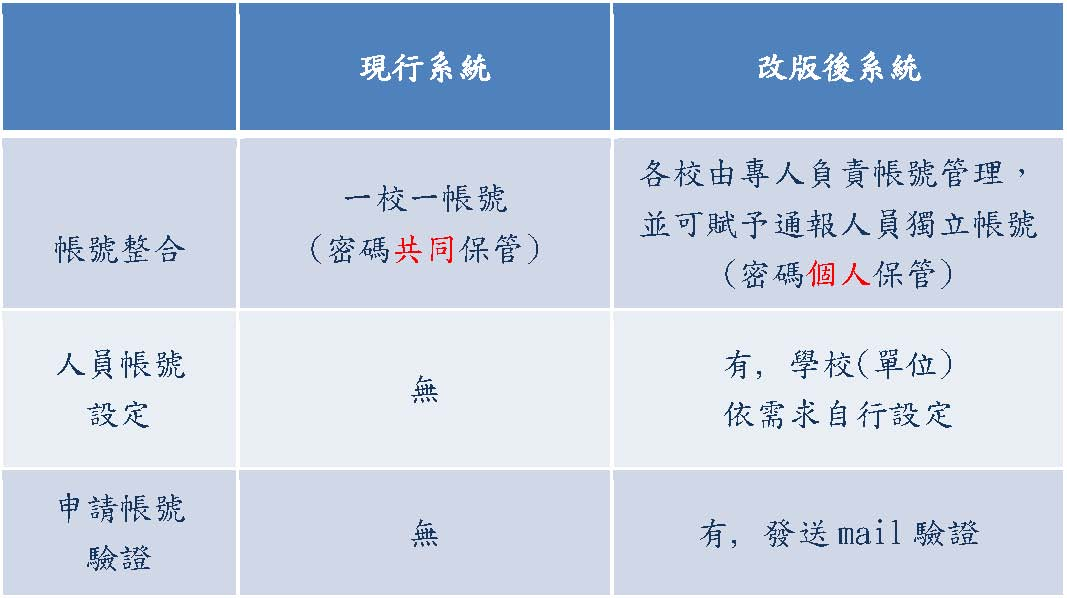 現行系統
改版後系統
帳號整合
一校一帳號
（密碼共同保管）
各校由專人負責帳號管理，
並可賦予通報人員獨立帳號
（密碼個人保管）
人員帳號
設定
無
有, 學校(單位)
依需求自行設定
申請帳號
驗證
無
有, 發送 mail 驗證